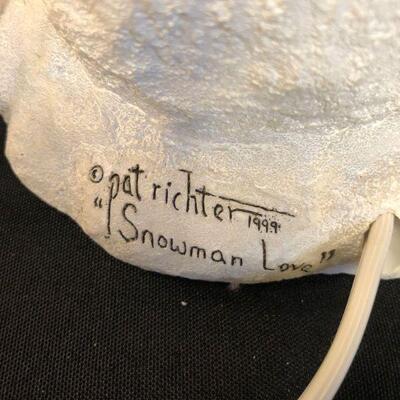 © pat richter 1999
"Snowman Love"